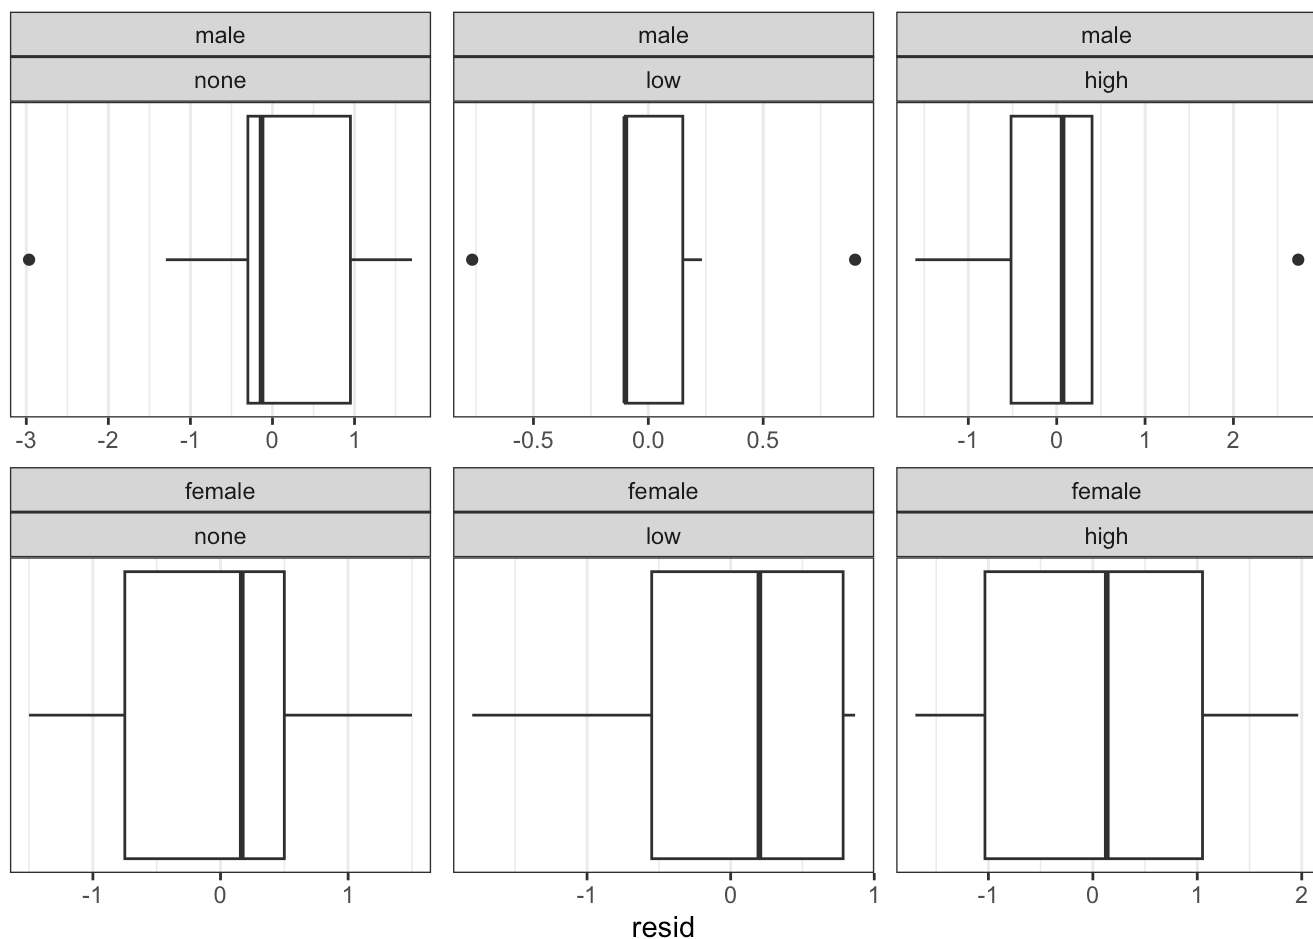 male male male
none low high
-3 -2 -1 0 1 -0.5 0.0 0.5 -1 0 1 2
female female female
none low high
-1 0 1 -1 0 1 -1 0 1 2
resid